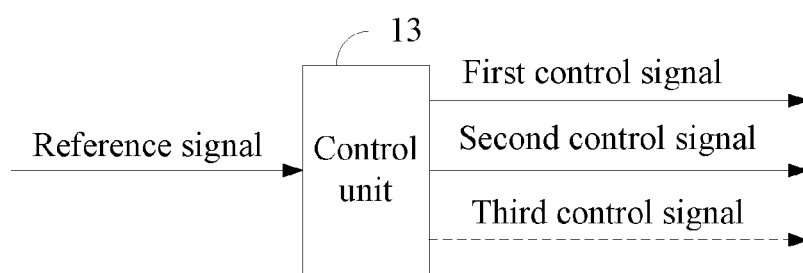 13
First control signal
Reference signal
Control
unit
Second control signal
Third control signal